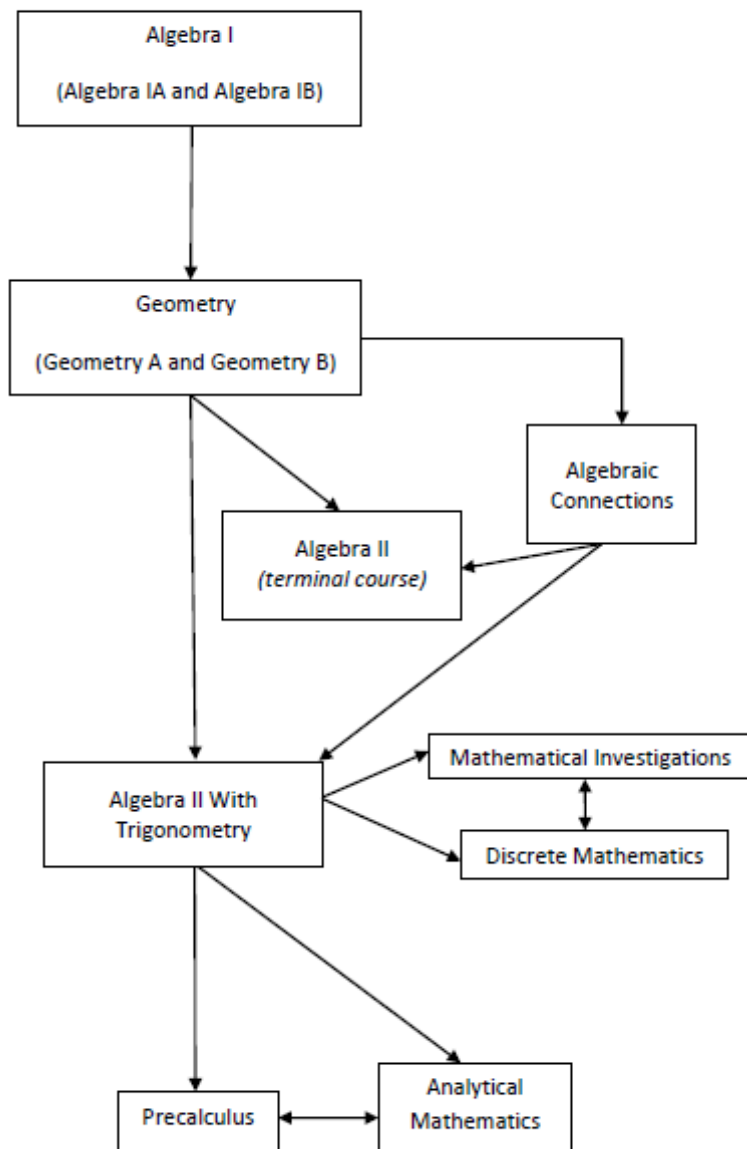 Algebra I
(Algebra IA and Algebra IB)
Geometry
(Geometry A and Geometry B)
Algebraic
Connections
Algebra II
(terminal course)
Mathematical Investigations
Algebra II With
Trigonometry
Discrete Mathematics
Precalculus
Analytical
Mathematics